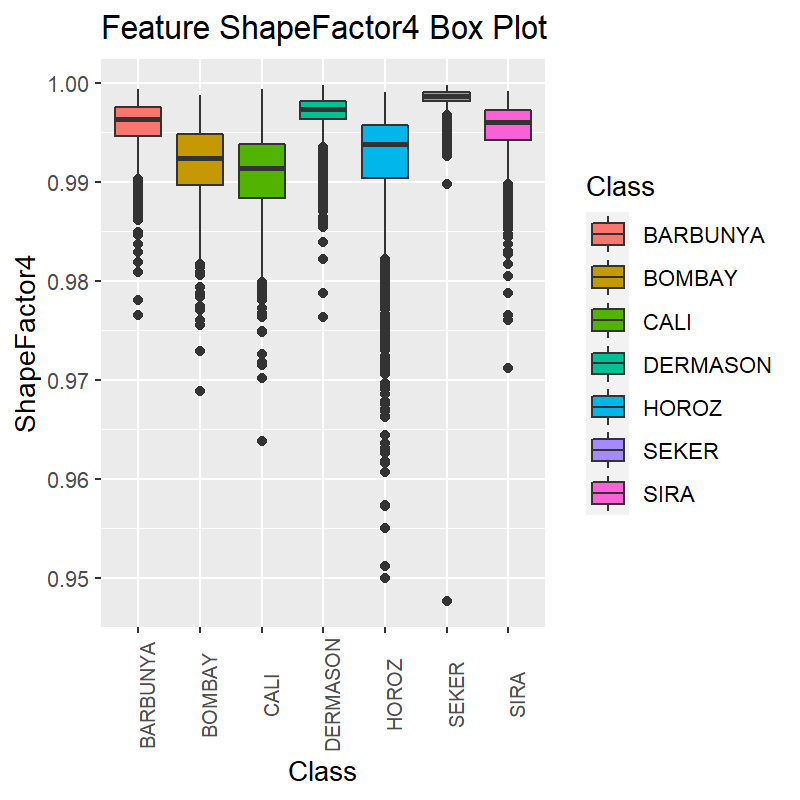 Feature ShapeFactor4 Box Plot
1.00
0.99
0.98
0.97
0.96
0.95
ShapeFactor4
BARBUNYA
BOMBAY
CALI
DERMASON
HOROZ
SEKER
SIRA
Class
Class
BARBUNYA
BOMBAY
CALI
DERMASON
HOROZ
SEKER
SIRA